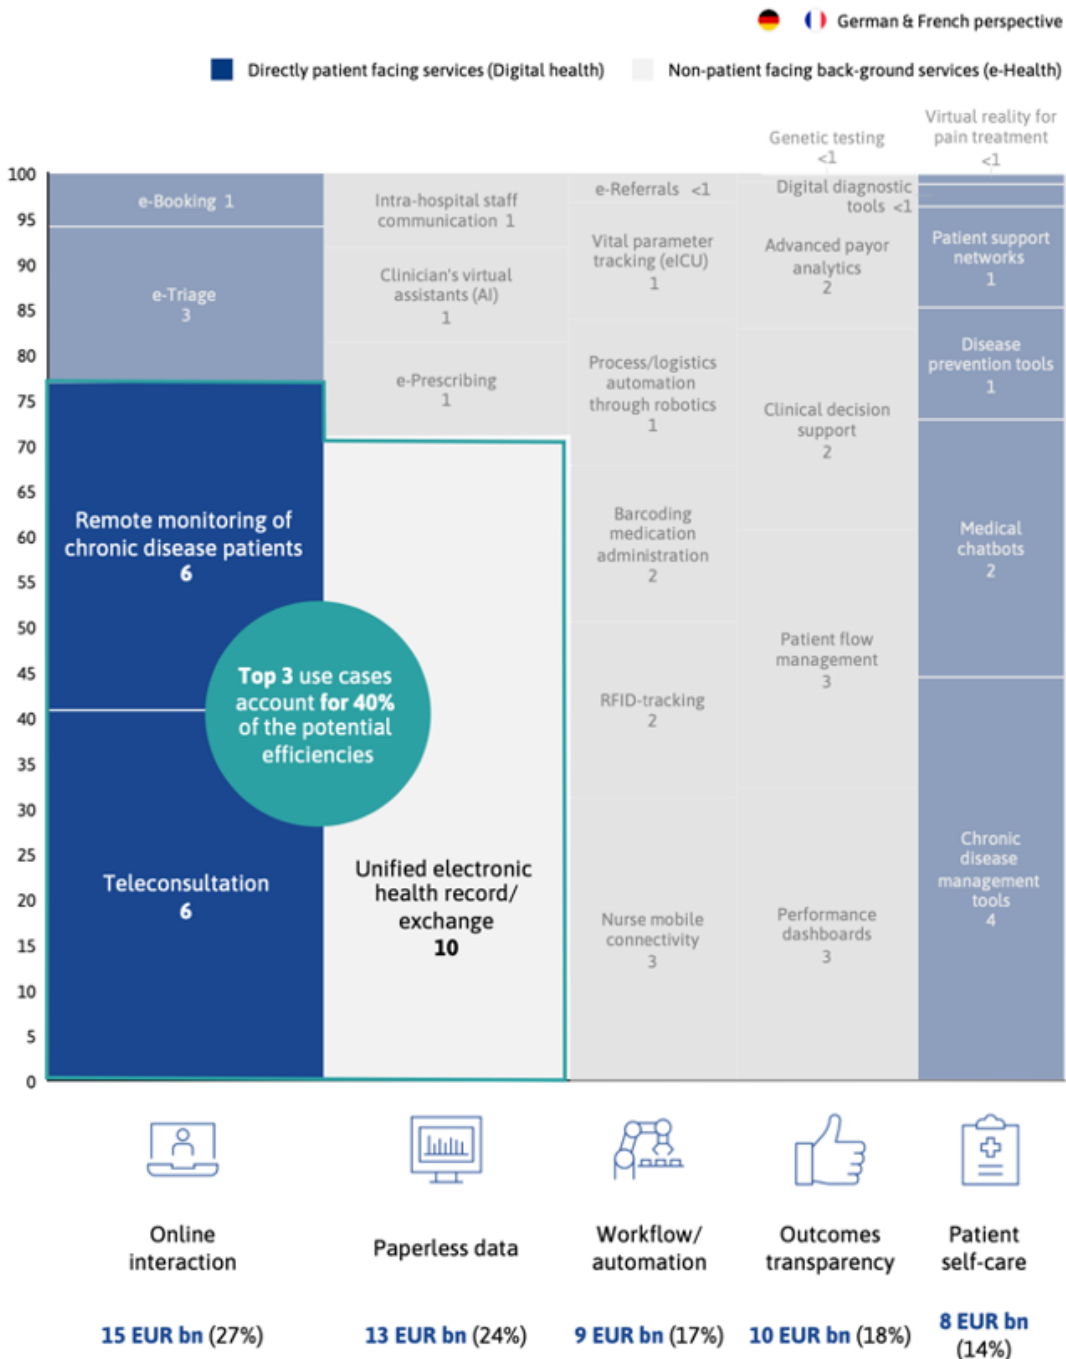 German & French perspective
Directly patient facing services (Digital health)
Non-patient facing back-ground services (e-Health)
100
95
90
85
80
75
70
65
60
55
50
45
40
35
30
25
20
15
10
5
0
e-Booking 1
e-Triage
3
Remote monitoring of
chronic disease patients
6
Teleconsultation
6
Top 3 use cases
account for 40%
of the potential
efficiencies
Intra-hospital staff
communication 1
Clinician's virtual
assistants (AI)
1
e-Prescribing
1
Unified electronic
health record/
exchange
10
e-Referrals <1
Vital parameter
tracking (eICU)
1
Process/logistics
automation
through robotics
1
Barcoding
medication
administration
2
RFID-tracking
2
Nurse mobile
connectivity
3
Genetic testing
<1
Digital diagnostic
tools <1
Advanced payor
analytics
2
Clinical decision
support
2
Patient flow
management
3
Performance
dashboards
3
Virtual reality for
pain treatment
<1
Patient support
networks
1
Disease
prevention tools
1
Medical
chatbots
2
Chronic
disease
management
tools
4
Online
interaction
15 EUR bn (27%)
Paperless data
13 EUR bn (24%)
Workflow/
automation
9 EUR bn (17%)
Outcomes
transparency
10 EUR bn (18%)
Patient
self-care
8 EUR bn
(14%)